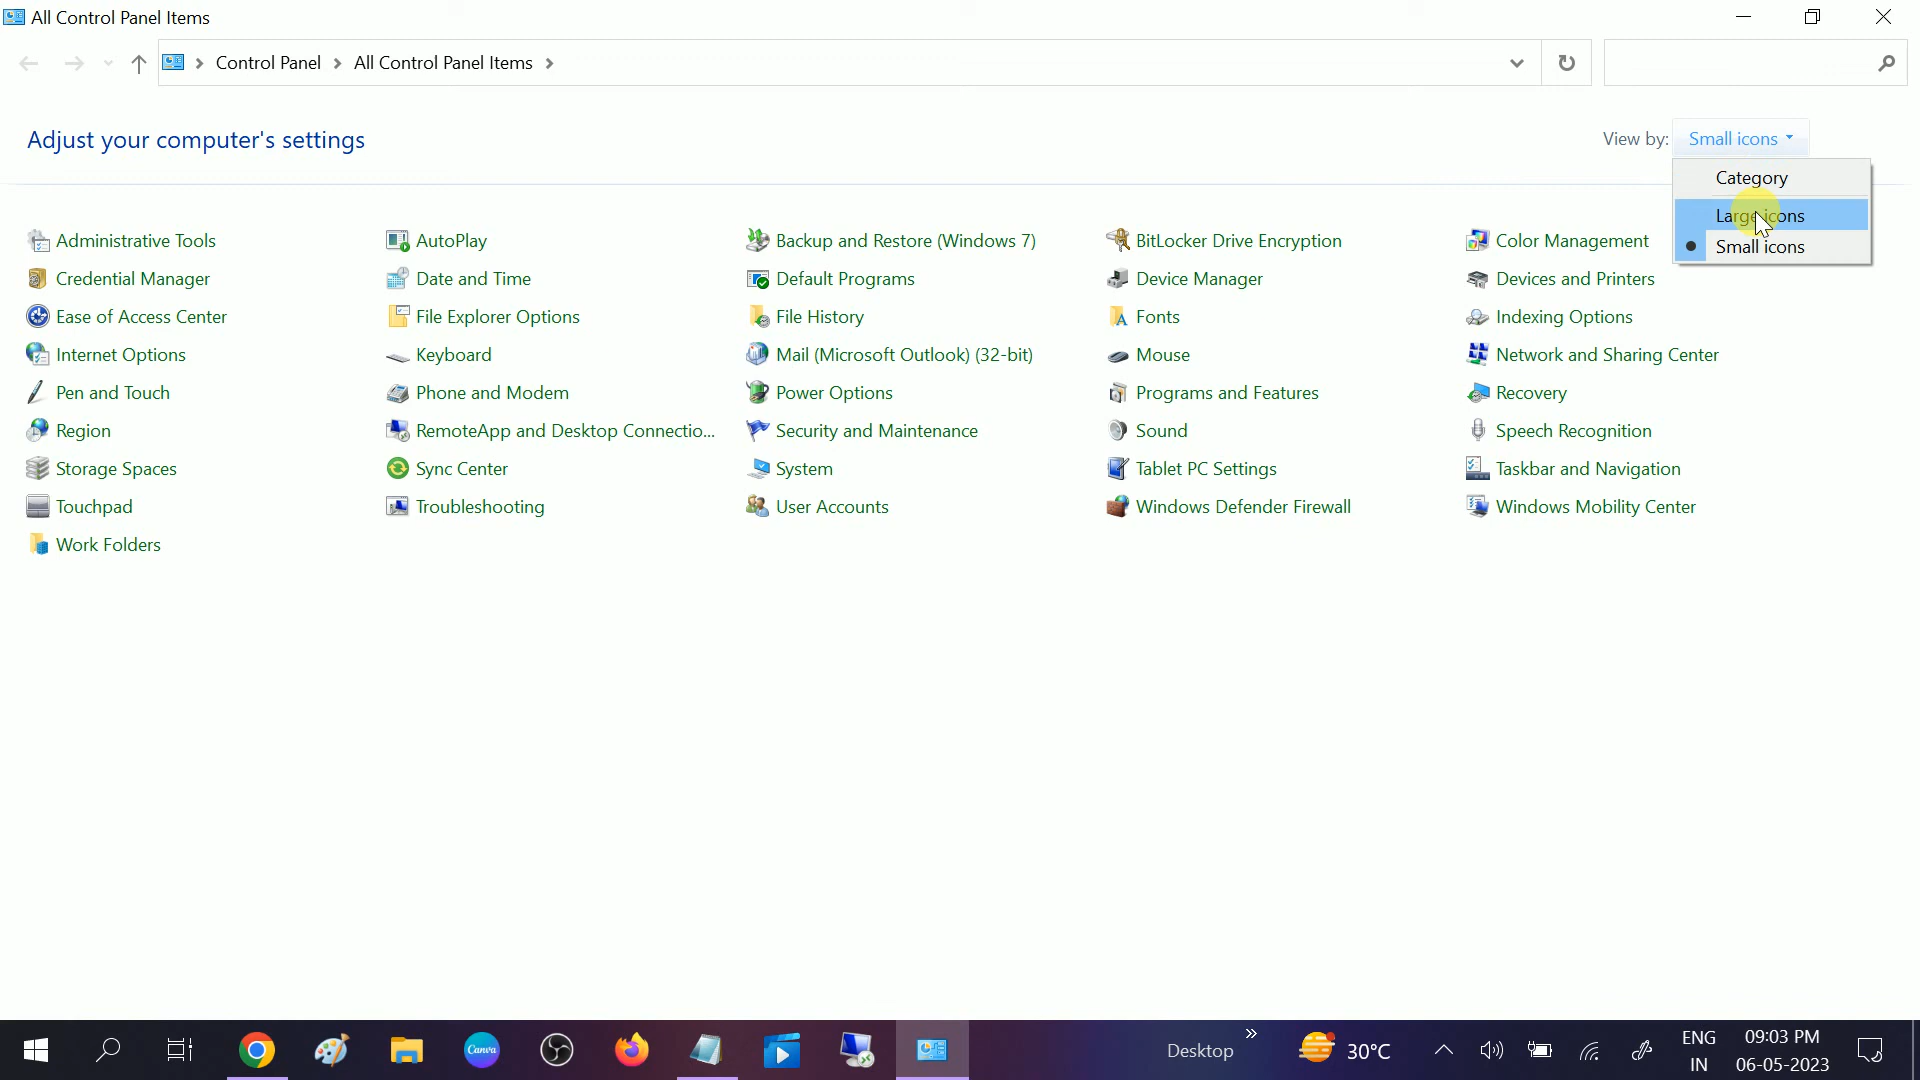 All Control Panel Items
Control Panel All Control Panel Items
Adjust your computer's settings
View by: Small icons
Category
Large icons
Small icons
Administrative Tools
AutoPlay
Backup and Restore (Windows 7)
BitLocker Drive Encryption
Color Management
Credential Manager
Date and Time
Default Programs
Device Manager
Devices and Printers
Ease of Access Center
File Explorer Options
File History
Fonts
Indexing Options
Internet Options
Keyboard
Mail (Microsoft Outlook) (32-bit)
Mouse
Network and Sharing Center
Pen and Touch
Phone and Modem
Power Options
Programs and Features
Recovery
Region
RemoteApp and Desktop Connectio...
Security and Maintenance
Sound
Speech Recognition
Storage Spaces
Sync Center
System
Tablet PC Settings
Taskbar and Navigation
Touchpad
Troubleshooting
User Accounts
Windows Defender Firewall
Windows Mobility Center
Work Folders
Canva
Desktop
30°C
ENG
IN
09:03 PM
06-05-2023